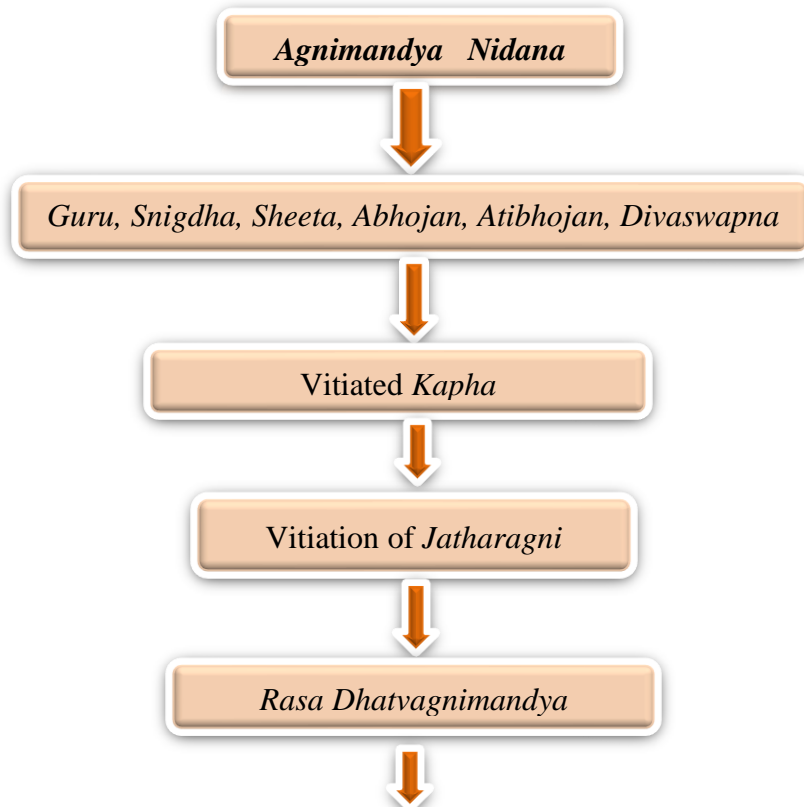 Agnimandya Nidana
Guru, Snigdha, Sheeta, Abhojan, Atibhojan, Divaswapna
Vitiated Kapha
Vitiation of Jatharagni
Rasa Dhatvagnimandya